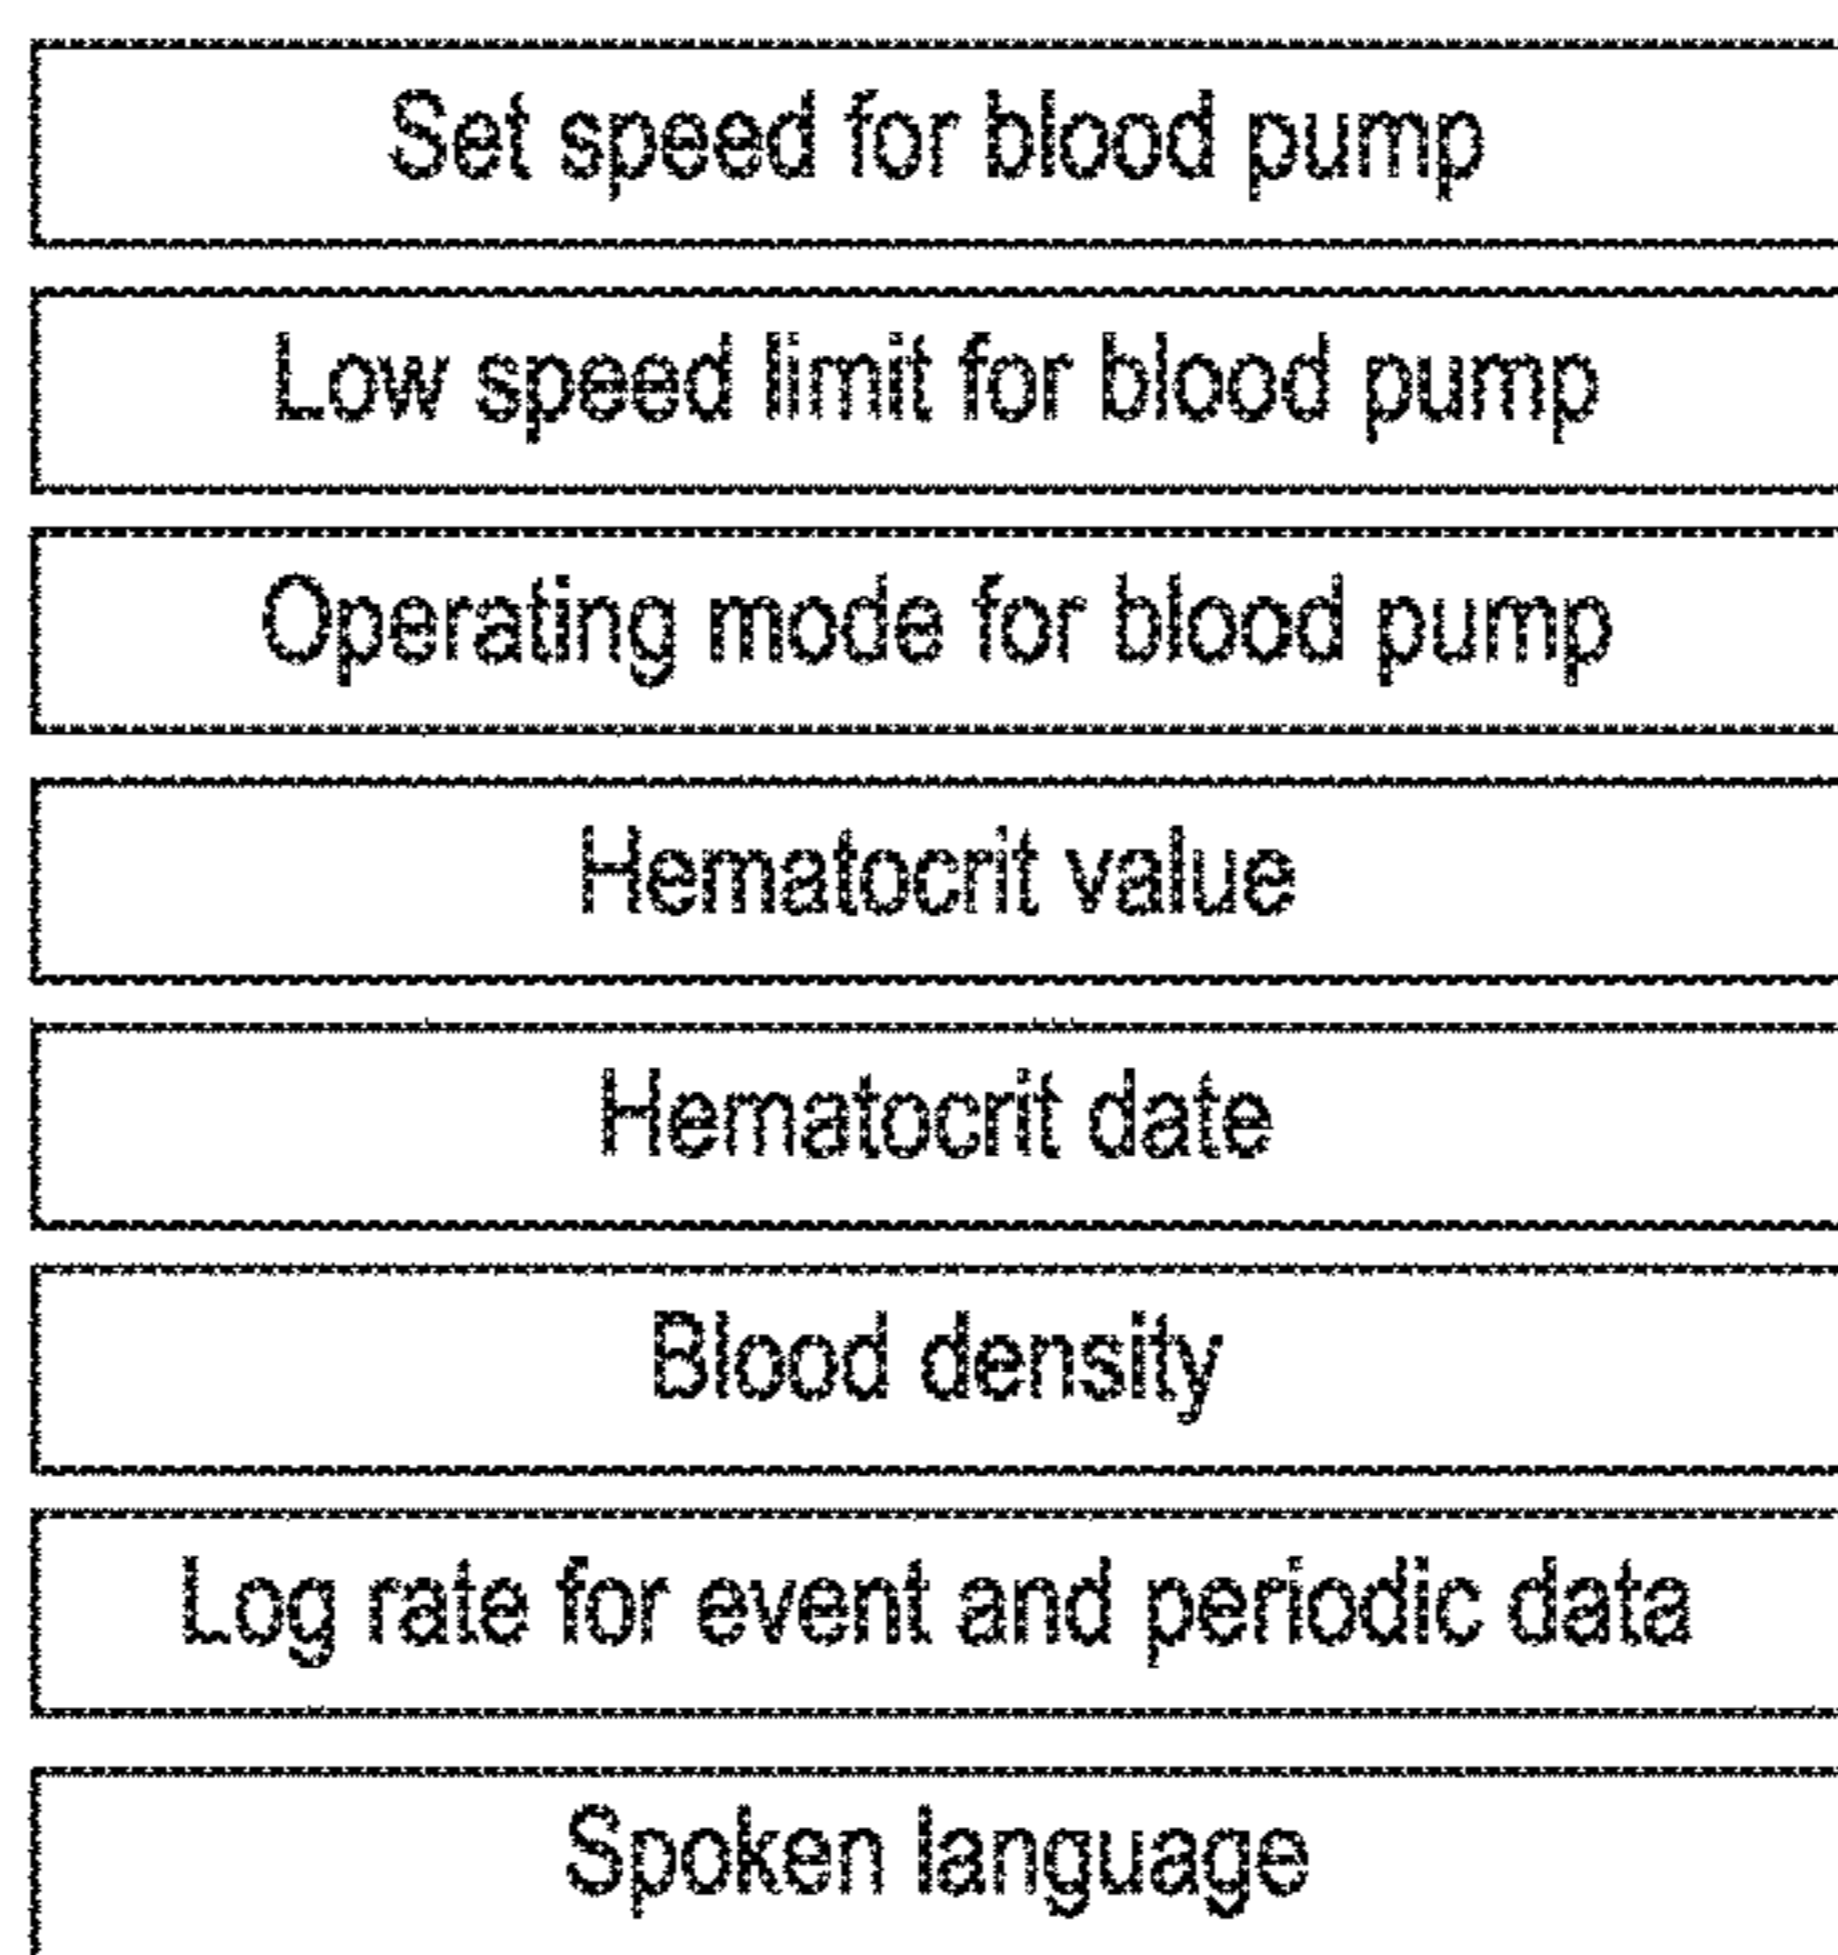 Set speed for blood pump
Low speed limit for blood pump
Operating mode for blood pump
Hematocrit value
Hematocrit date
Blood density
Log rate for event and periodic data
Spoken language